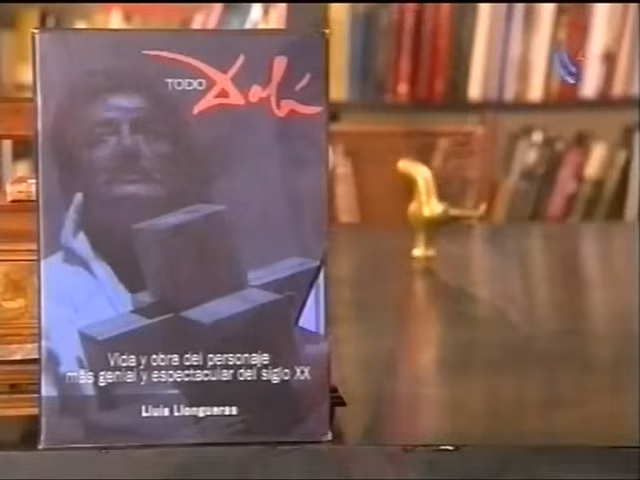 TODO Dalí
Vida y obra del personaje
más genial y espectacular del siglo XX
Lluís Llongueras